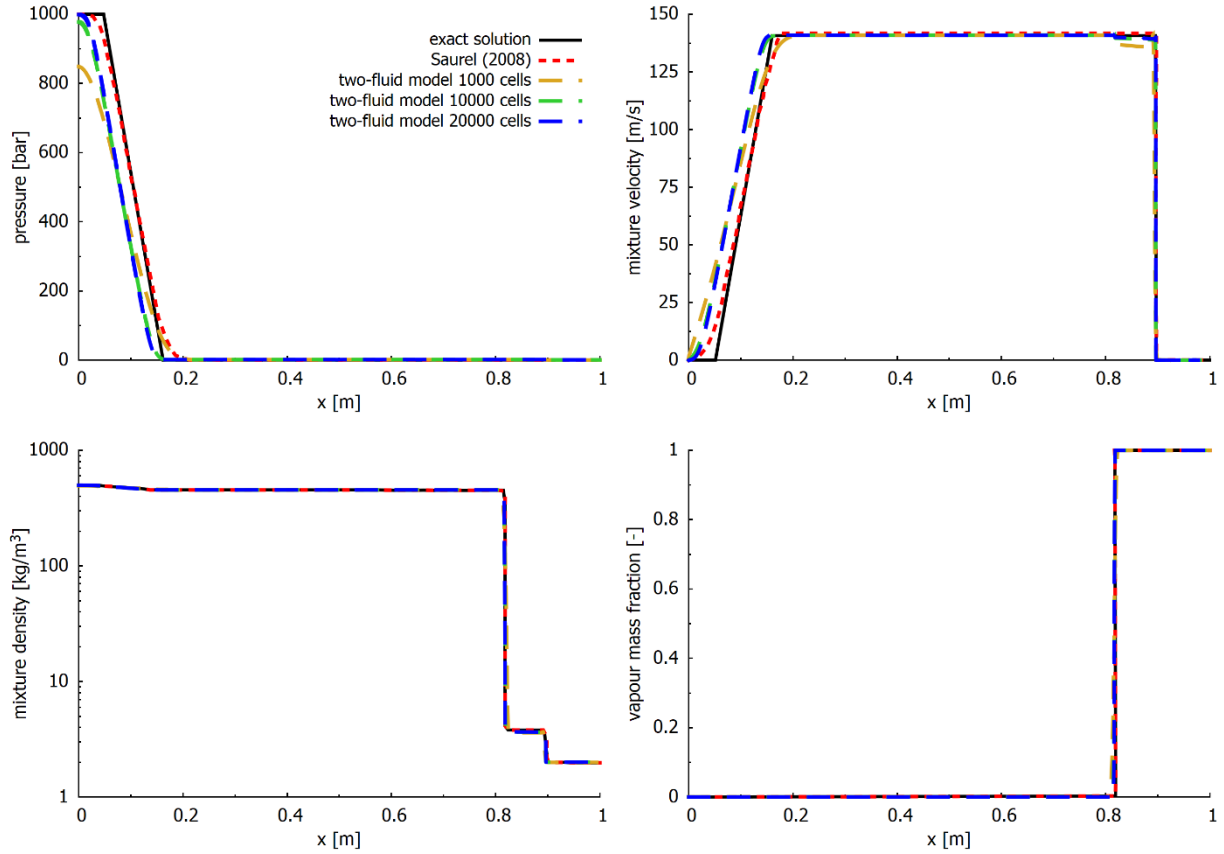 1000
800
600
400
200
0
pressure [bar]
0 0.2 0.4 0.6 0.8 1
x [m]
exact solution
Saurel (2008)
two-fluid model 1000 cells
two-fluid model 10000 cells
two-fluid model 20000 cells
150
125
100
75
50
25
0
mixture velocity [m/s]
0 0.2 0.4 0.6 0.8 1
x [m]
1000
100
10
1
mixture density [kg/m³]
0 0.2 0.4 0.6 0.8 1
x [m]
1
0.8
0.6
0.4
0.2
0
vapour mass fraction [-]
0 0.2 0.4 0.6 0.8 1
x [m]